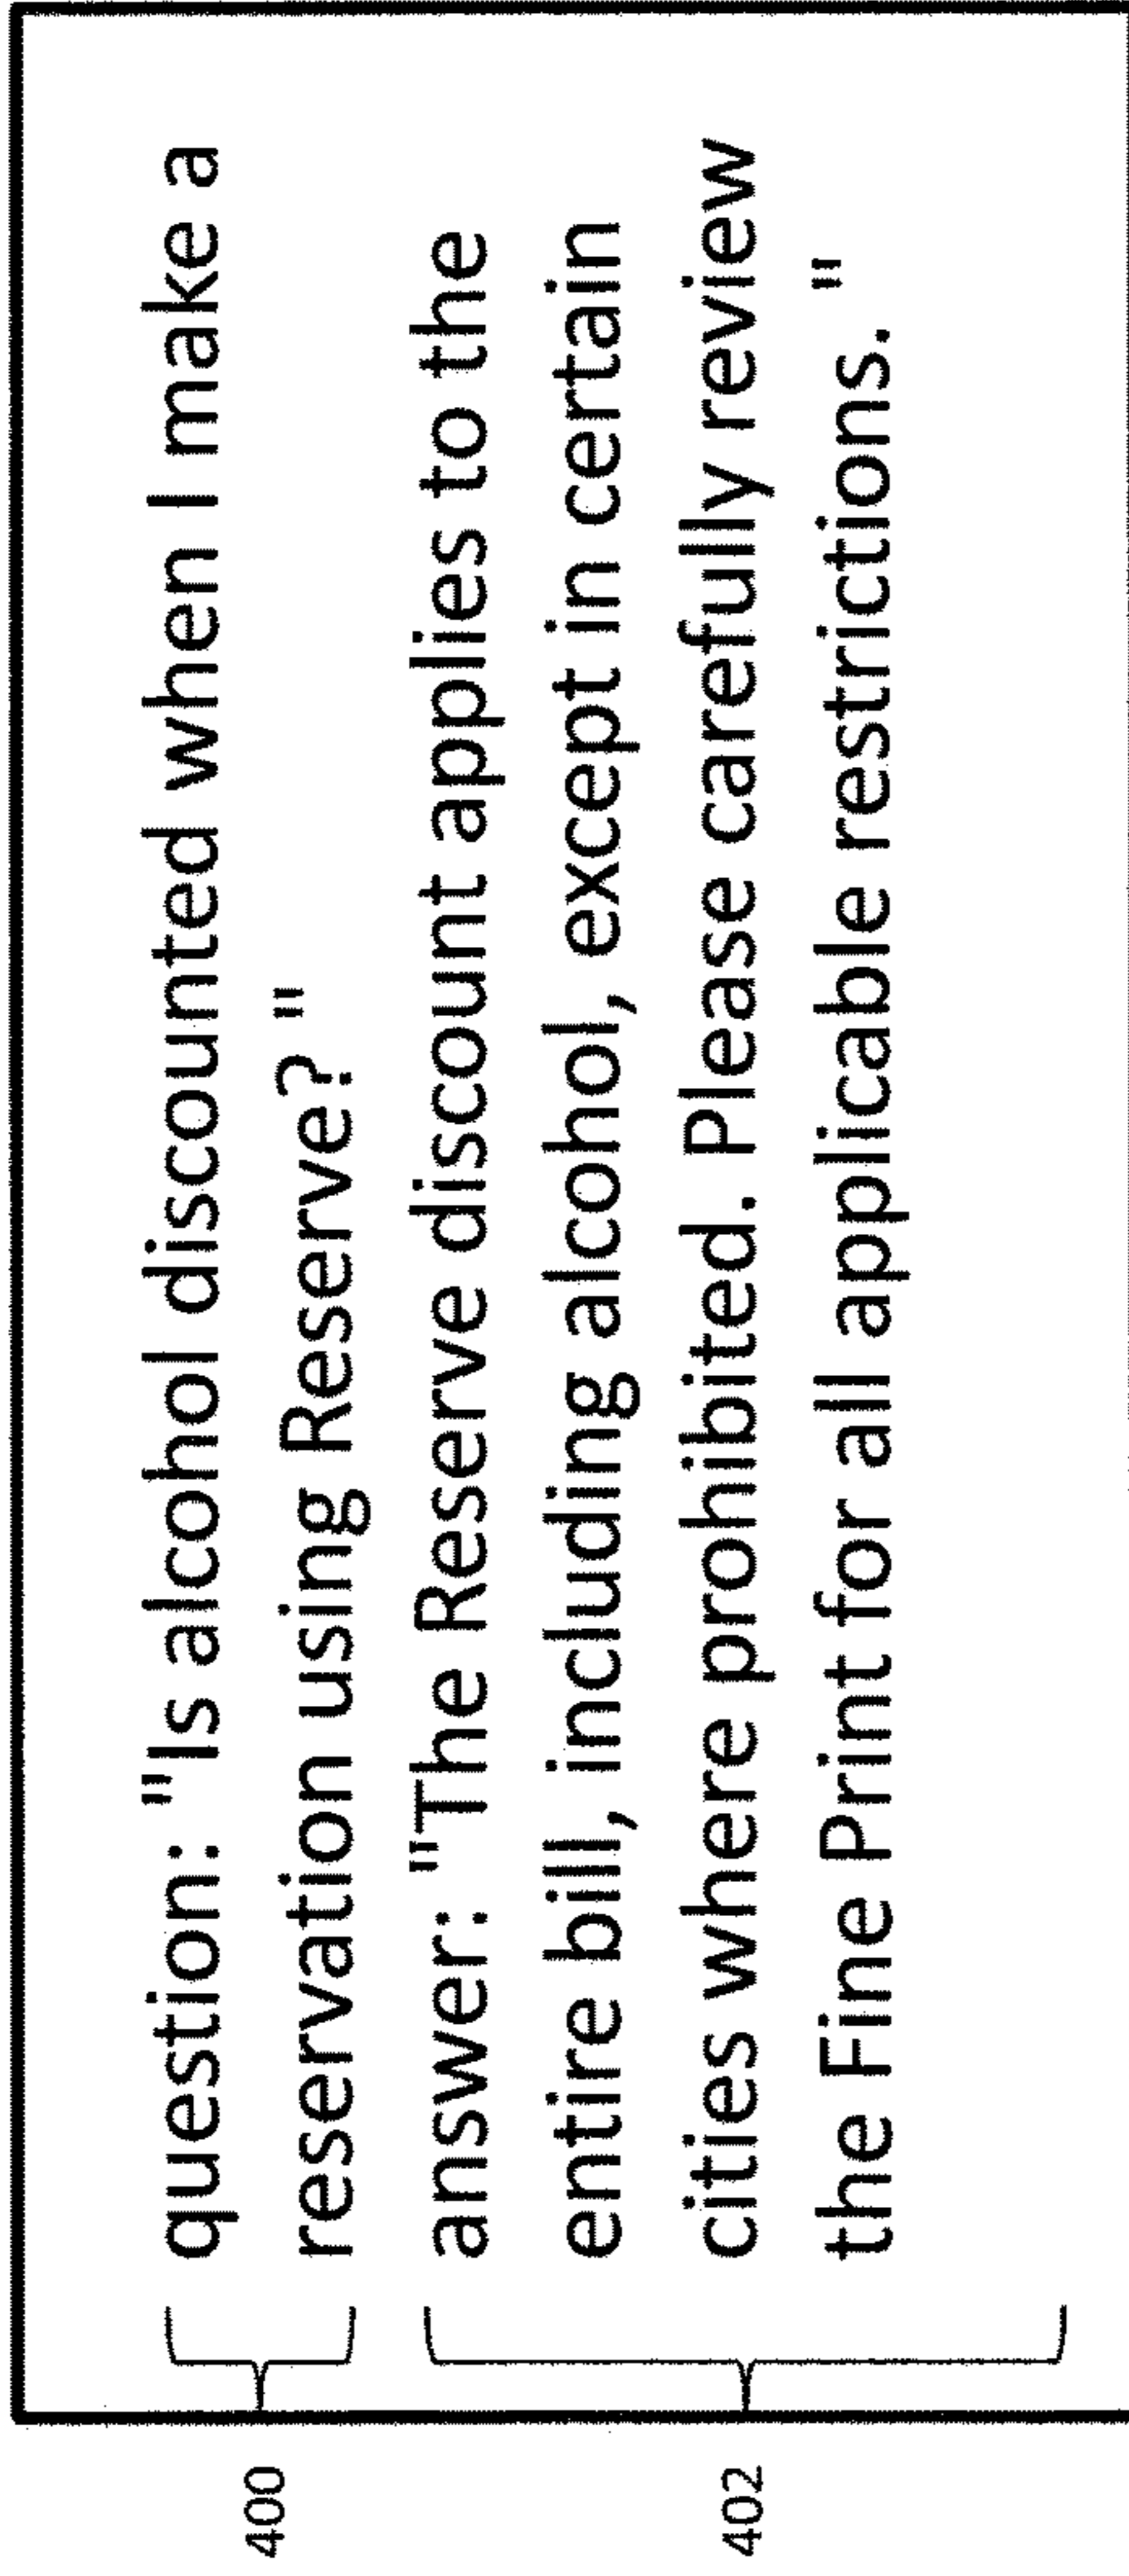 400
question: "Is alcohol discounted when I make a
reservation using Reserve? "
402
answer: "The Reserve discount applies to the
entire bill, including alcohol, except in certain
cities where prohibited. Please carefully review
the Fine Print for all applicable restrictions. "